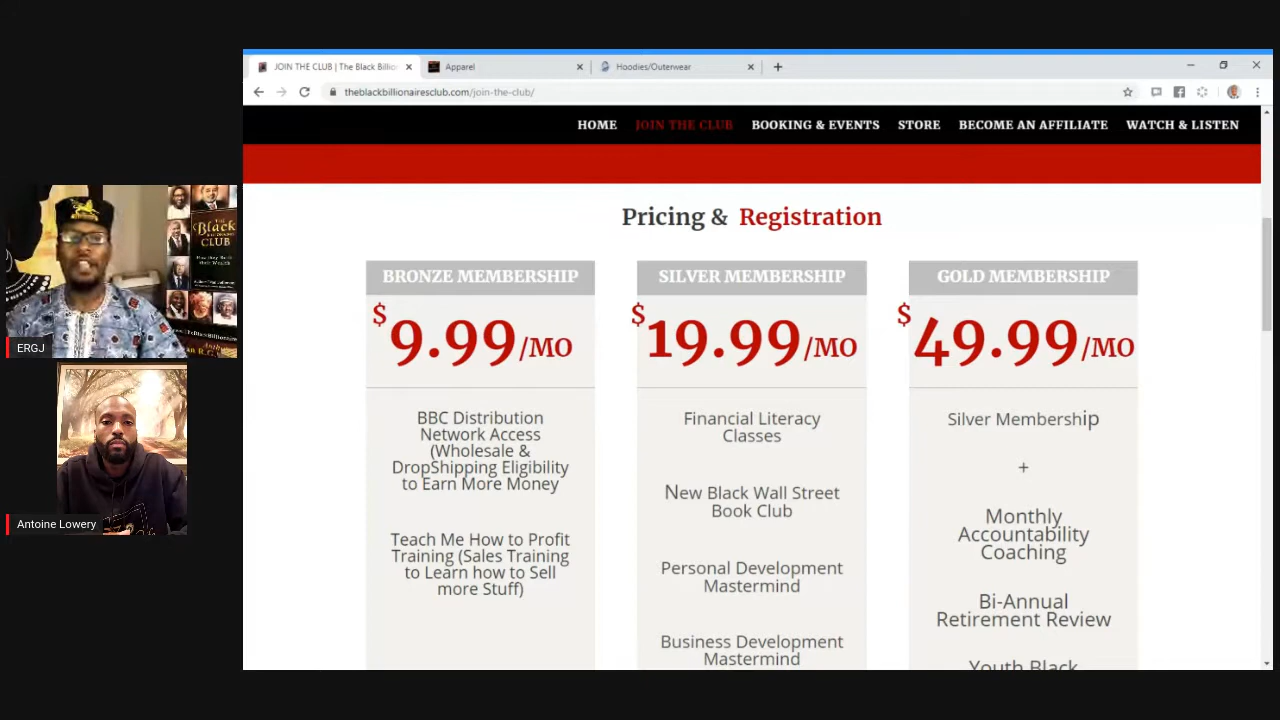 JOIN THE CLUB | The Black Billio
Apparel
Hoodies/Outerwear
theblackbillionairesclub.com/join-the-club/
HOME
JOIN THE CLUB
BOOKING & EVENTS
STORE
BECOME AN AFFILIATE
WATCH & LISTEN
Pricing & Registration
BRONZE MEMBERSHIP
$9.99/MO
BBC Distribution
Network Access
(Wholesale &
DropShipping Eligibility
to Earn More Money
Teach Me How to Profit
Training (Sales Training
to Learn how to Sell
more Stuff)
SILVER MEMBERSHIP
$19.99/MO
Financial Literacy
Classes
New Black Wall Street
Book Club
Personal Development
Mastermind
Business Development
Mastermind
GOLD MEMBERSHIP
$49.99/MO
Silver Membership
+
Monthly
Accountability
Coaching
Bi-Annual
Retirement Review
Youth Black
THE
Black
CLUB
ERGJ
Antoine Lowery